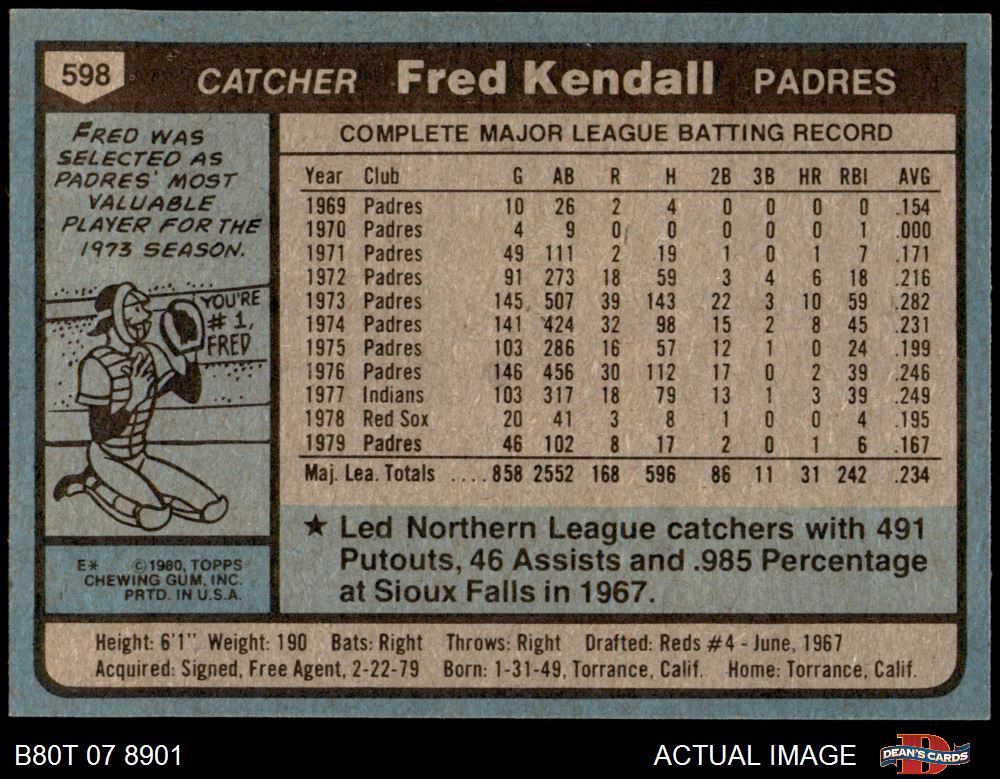 598
CATCHER Fred Kendall PADRES
FRED WAS
SELECTED AS
PADRES' MOST
VALUABLE
PLAYER FOR THE
1973 SEASON.
YOU'RE
# 1,
FRED
E* © 1980, TOPPS
CHEWING GUM, INC.
PRTD. IN U.S.A.
COMPLETE MAJOR LEAGUE BATTING RECORD
Year Club G AB R H 2B 3B HR RBI AVG
1969 Padres 10 26 2 4 0 0 0 0 .154
1970 Padres 4 9 0 0 0 0 0 1 .000
1971 Padres 49 111 2 19 1 0 1 7 .171
1972 Padres 91 273 18 59 3 4 6 18 .216
1973 Padres 145 507 39 143 22 3 10 59 .282
1974 Padres 141 424 32 98 15 2 8 45 .231
1975 Padres 103 286 16 57 12 1 0 24 .199
1976 Padres 146 456 30 112 17 0 2 39 .246
1977 Indians 103 317 18 79 13 1 3 39 .249
1978 Red Sox 20 41 3 8 1 0 0 4 .195
1979 Padres 46 102 8 17 2 0 1 6 .167
Maj. Lea. Totals ....858 2552 168 596 86 11 31 242 .234
★ Led Northern League catchers with 491
Putouts, 46 Assists and .985 Percentage
at Sioux Falls in 1967.
Height: 6'1" Weight: 190 Bats: Right Throws: Right Drafted: Reds #4 - June, 1967
Acquired: Signed, Free Agent, 2-22-79 Born: 1-31-49, Torrance, Calif. Home: Torrance, Calif.
B80T 07 8901 ACTUAL IMAGE DEAN'S CARDS